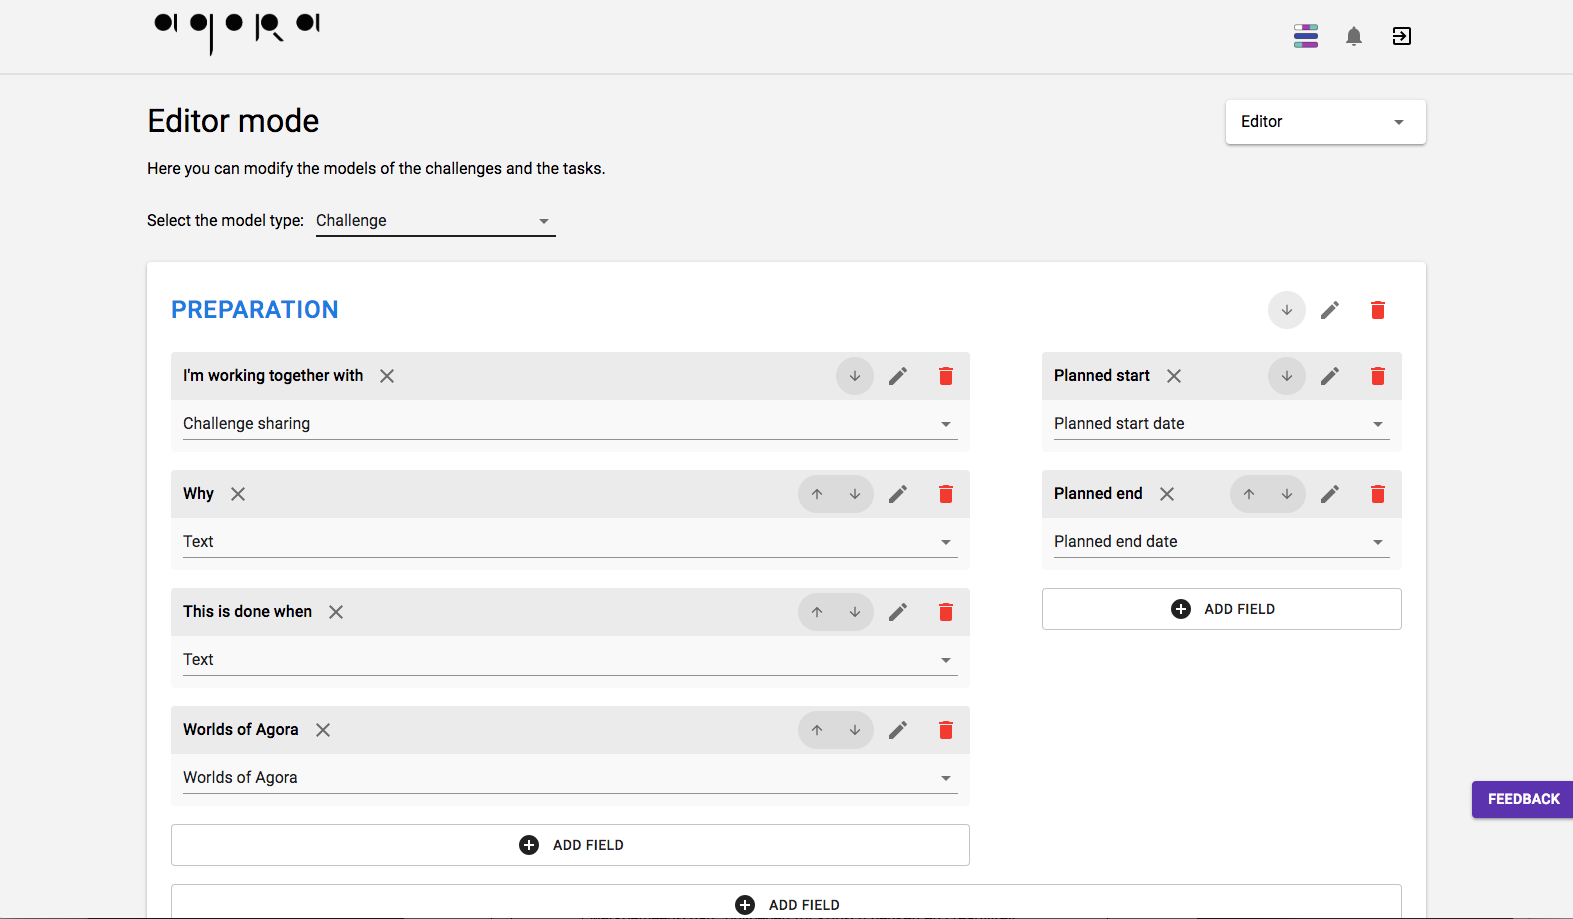 agora
Editor mode
Editor
Here you can modify the models of the challenges and the tasks.
Select the model type: Challenge
PREPARATION
I'm working together with
Challenge sharing
Why
Text
This is done when
Text
Worlds of Agora
Worlds of Agora
ADD FIELD
Planned start
Planned start date
Planned end
Planned end date
ADD FIELD
ADD FIELD
FEEDBACK